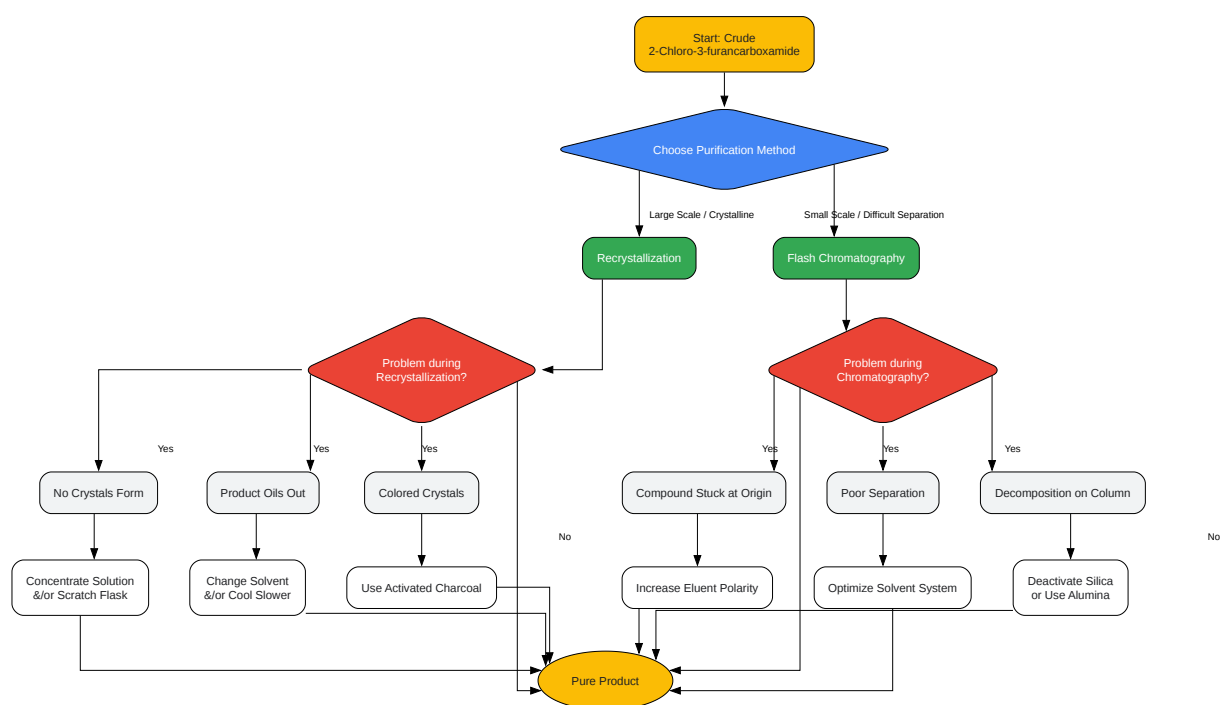 Start: Crude
2-Chloro-3-furancarboxamide
Choose Purification Method
Large Scale / Crystalline
Small Scale / Difficult Separation
Recrystallization
Flash Chromatography
Problem during
Recrystallization?
Problem during
Chromatography?
Yes
Yes
Yes
Yes
Yes
Yes
No Crystals Form
Product Oils Out
Colored Crystals
Compound Stuck at Origin
Poor Separation
Decomposition on Column
No
No
Concentrate Solution
&/or Scratch Flask
Change Solvent
&/or Cool Slower
Use Activated Charcoal
Increase Eluent Polarity
Optimize Solvent System
Deactivate Silica
or Use Alumina
Pure Product